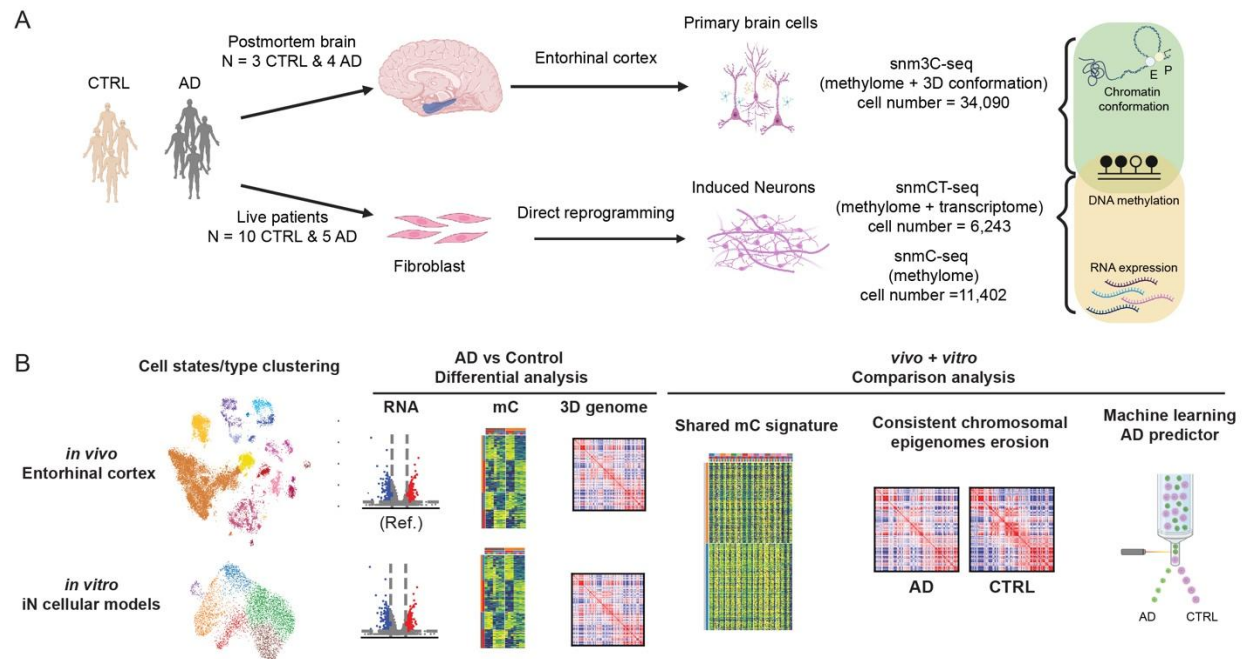 A
CTRL
AD
Postmortem brain
N = 3 CTRL & 4 AD
Entorhinal cortex
Primary brain cells
snm3C-seq
(methylome + 3D conformation)
cell number = 34,090
E P
Chromatin
conformation
Live patients
N = 10 CTRL & 5 AD
Fibroblast
Direct reprogramming
Induced Neurons
snmCT-seq
(methylome + transcriptome)
cell number = 6,243
snmC-seq
(methylome)
cell number =11,402
DNA methylation
RNA expression
B
Cell states/type clustering
AD vs Control
Differential analysis
vivo + vitro
Comparison analysis
RNA
mC
3D genome
Shared mC signature
Consistent chromosomal
epigenomes erosion
Machine learning
AD predictor
in vivo
Entorhinal cortex
(Ref.)
in vitro
iN cellular models
AD
CTRL
AD
CTRL